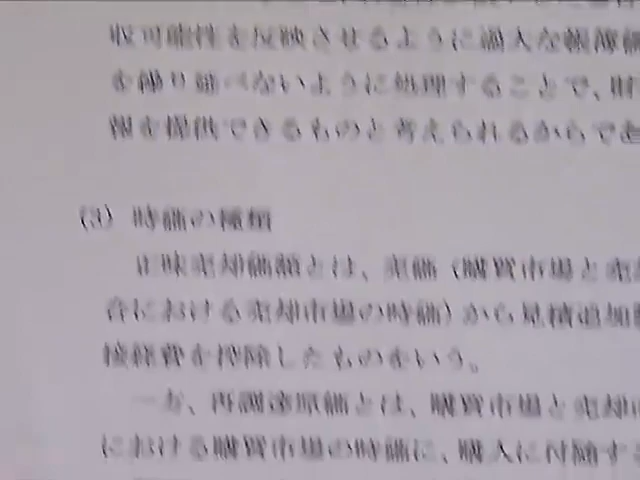 収可能性を反映させるように過大な帳簿価
を繰り延べないように処理することで、財
報を提供できるものと考えられるからであ
(3) 時価の種類
正味売却価額とは、売価（購買市場と売
合における売却市場の時価）から見積追加
接経費を控除したものをいう。
一方、再調達原価とは、購買市場と売却
における購買市場の時価に、購入に付随する